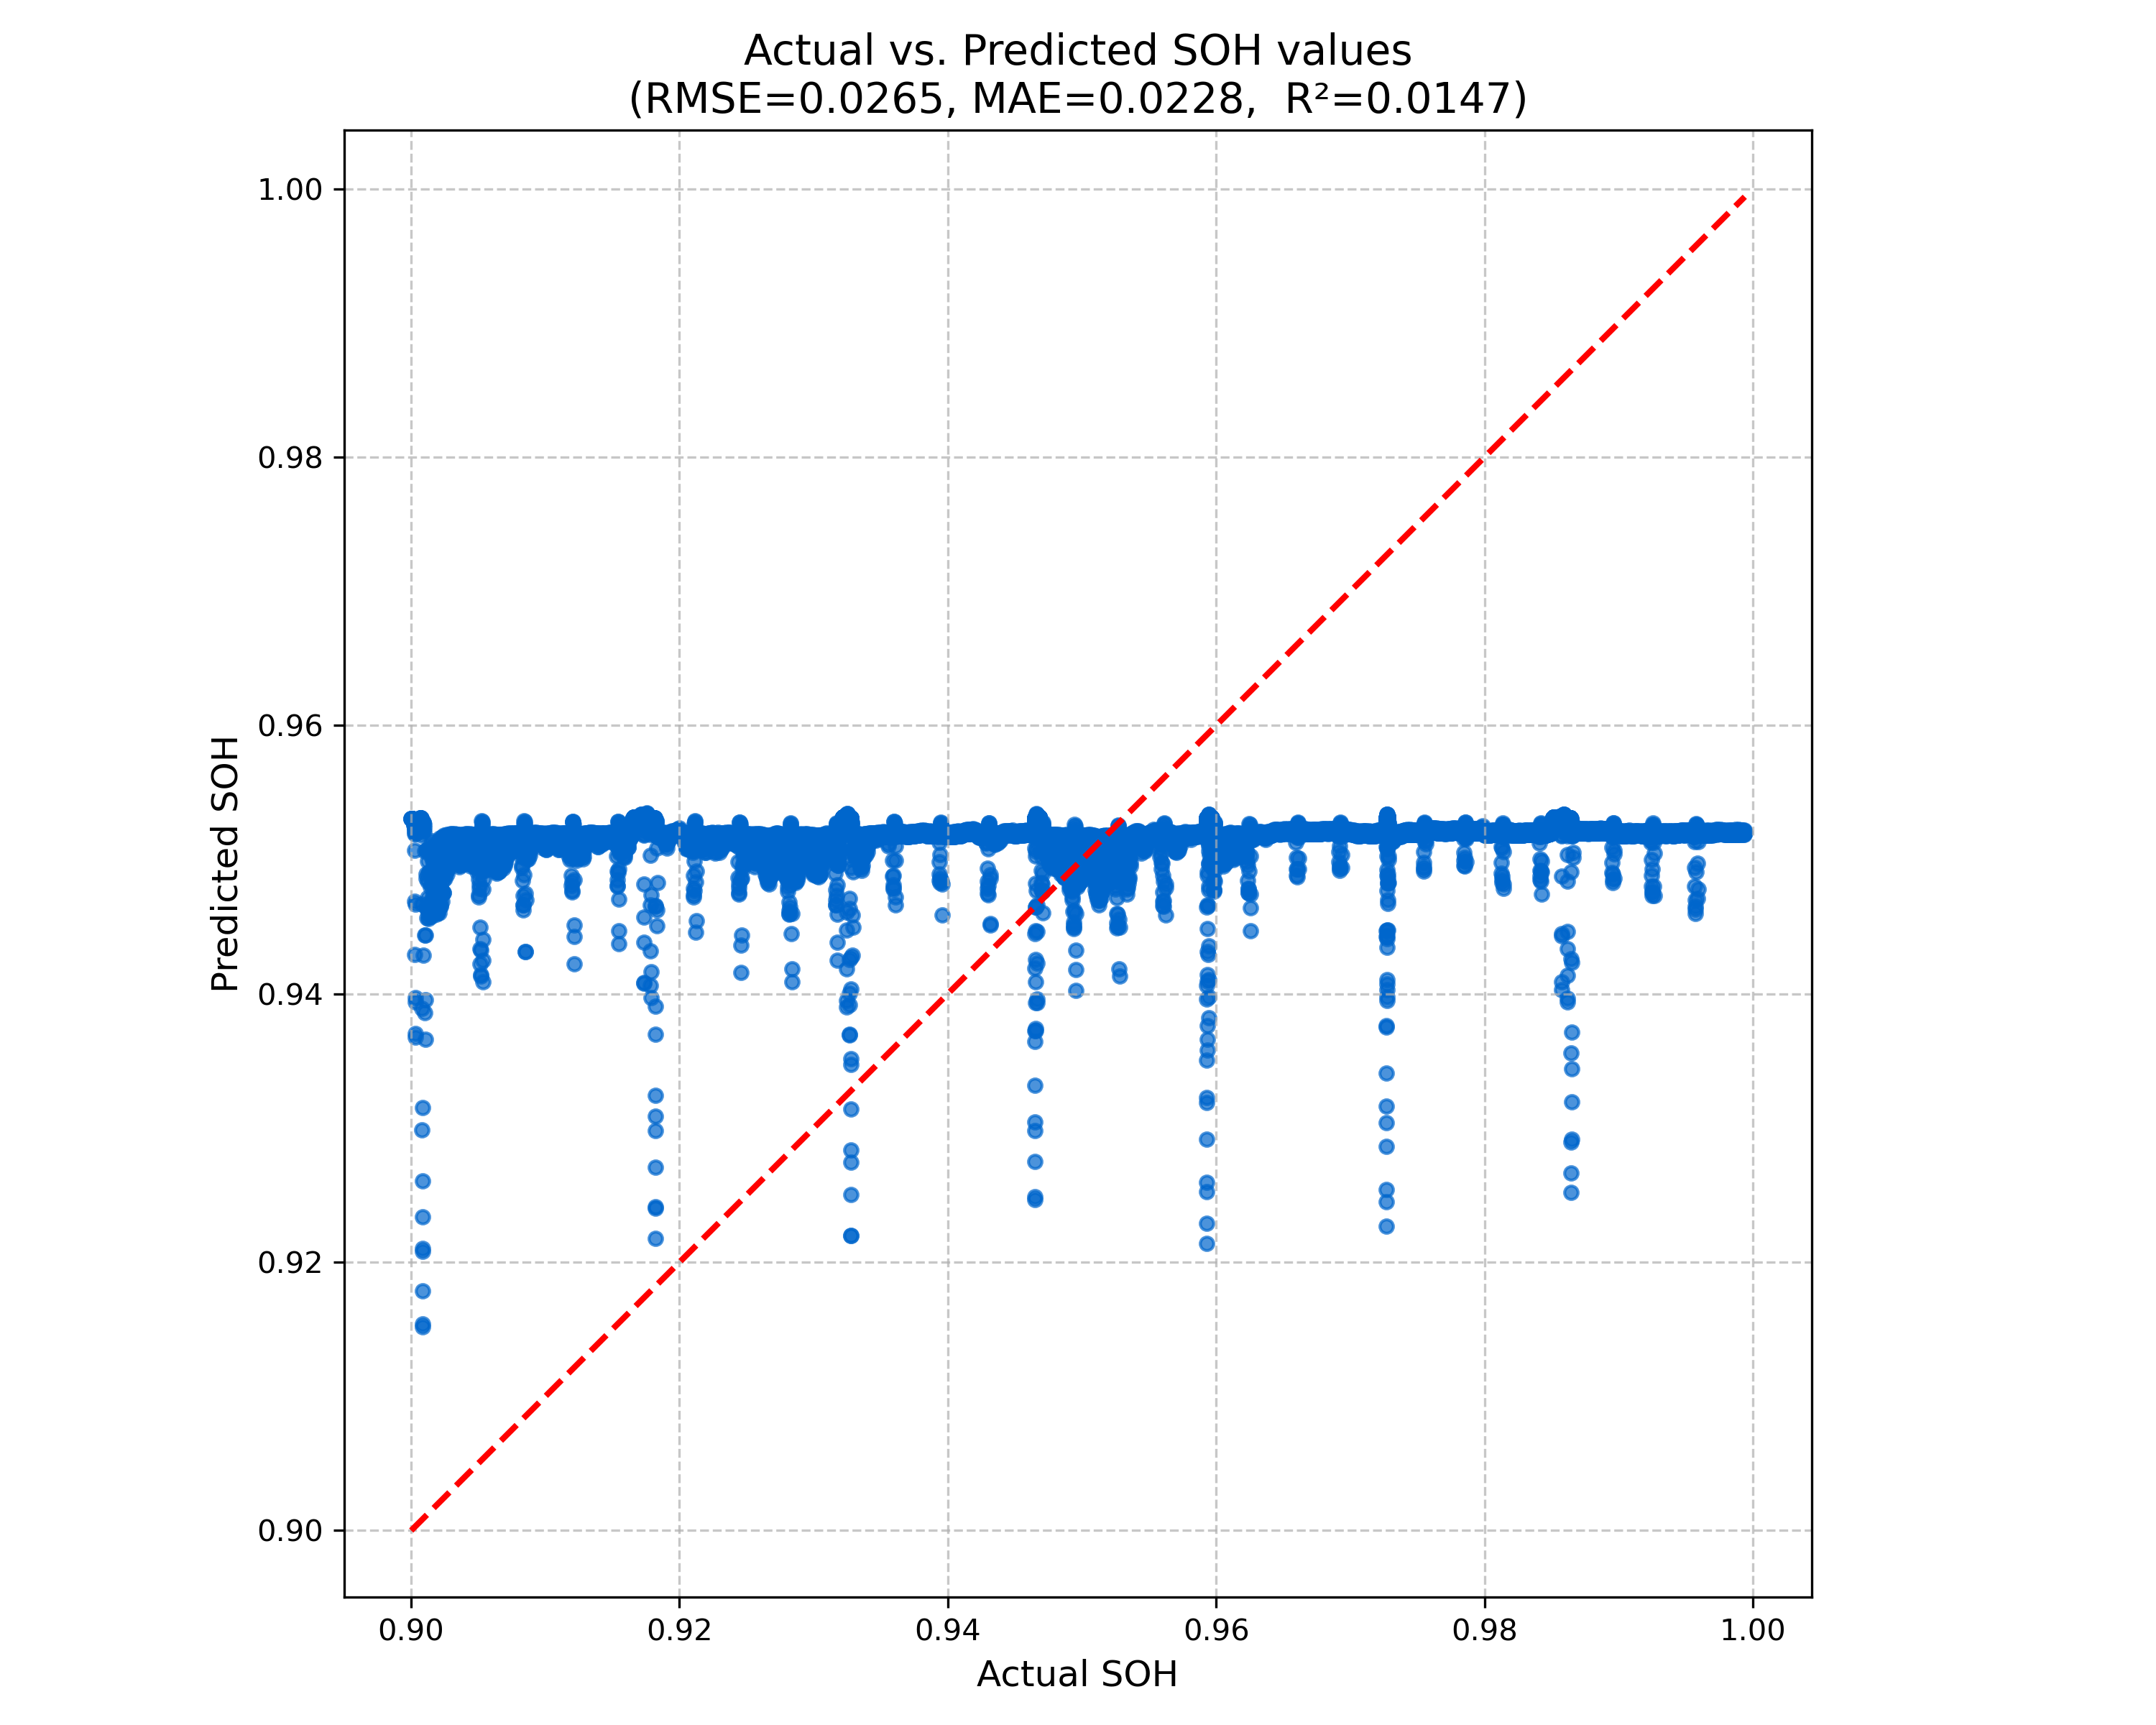 Actual vs. Predicted SOH values
(RMSE=0.0265, MAE=0.0228,  R²=0.0147)
1.00
0.98
0.96
0.94
0.92
0.90
Predicted SOH
0.90 0.92 0.94 0.96 0.98 1.00
Actual SOH